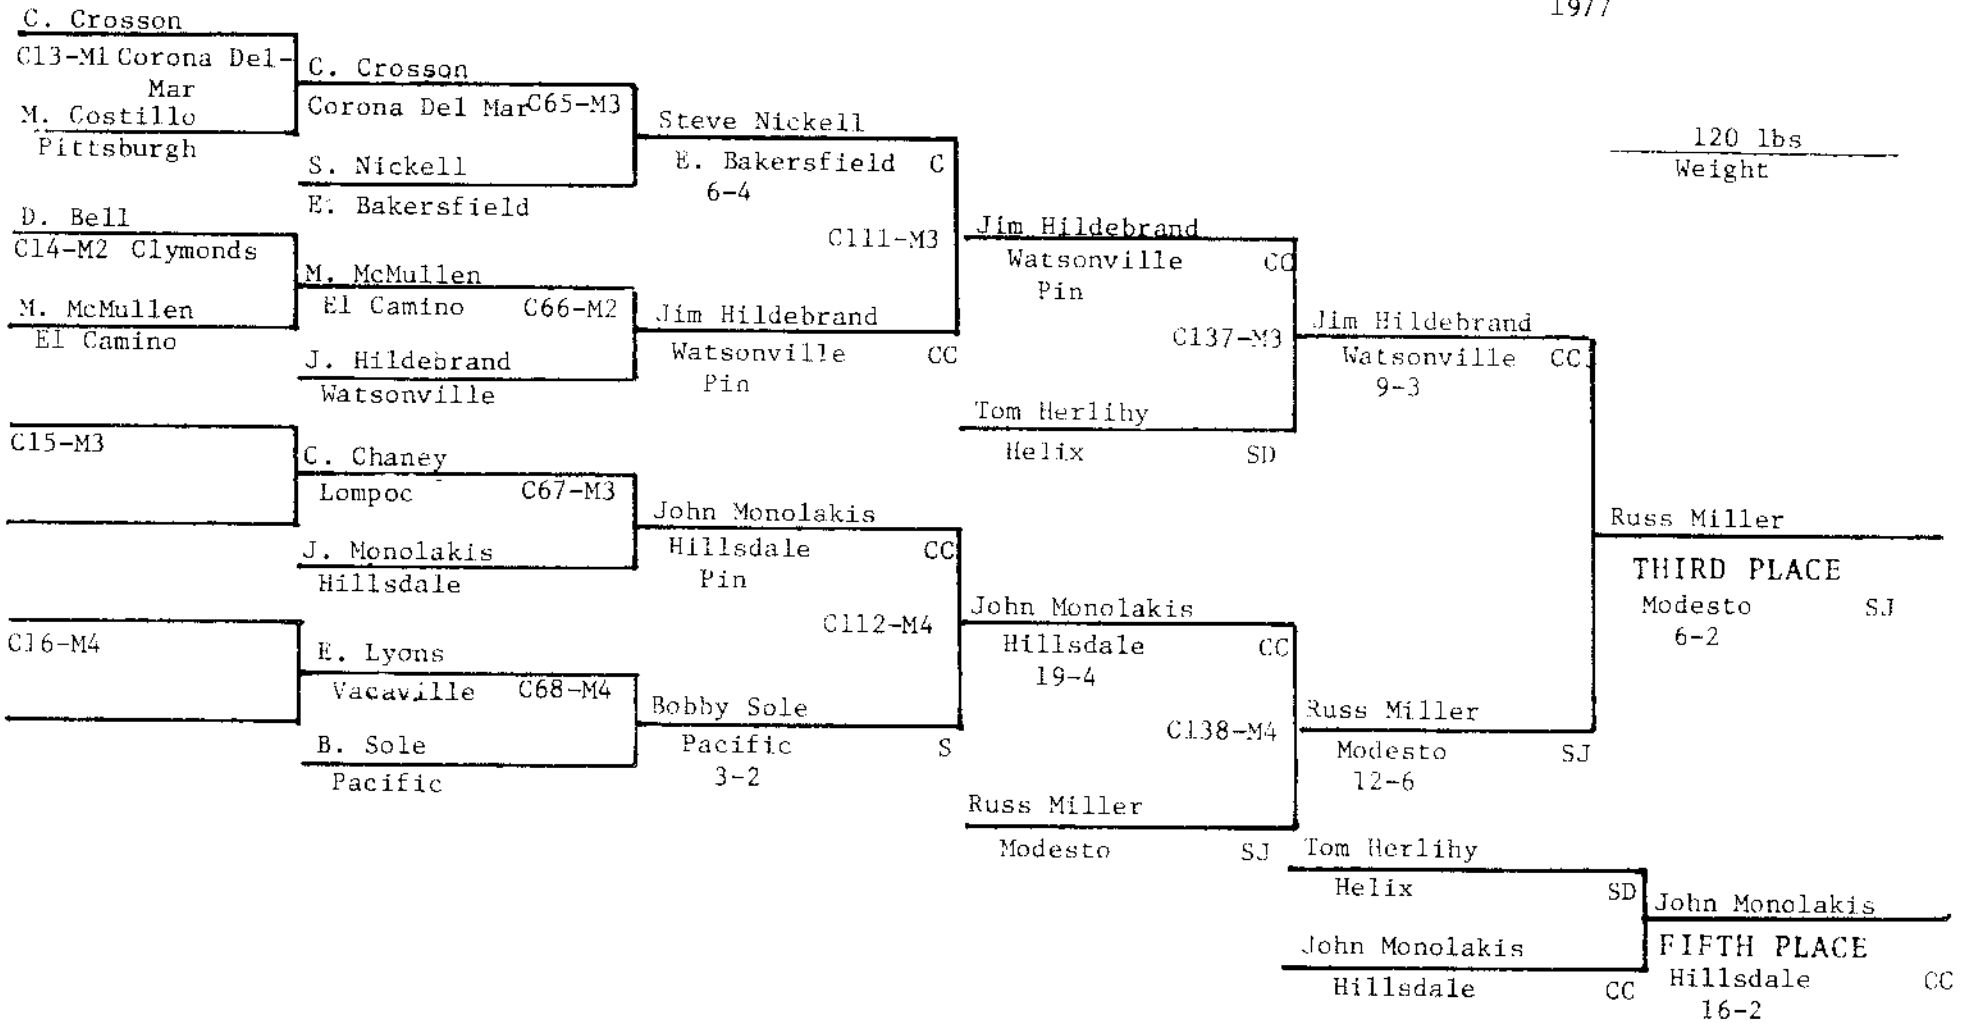 1977
120 lbs
Weight
C. Crosson
C13-M1 Corona Del-
Mar
M. Costillo
Pittsburgh
D. Bell
C14-M2 Clymonds
M. McMullen
El Camino
C15-M3
C16-M4
C. Crosson
Corona Del Mar C65-M3
S. Nickell
E. Bakersfield
M. McMullen
El Camino C66-M2
J. Hildebrand
Watsonville
C. Chaney
Lompoc C67-M3
J. Monolakis
Hillsdale
E. Lyons
Vacaville C68-M4
B. Sole
Pacific
Steve Nickell
E. Bakersfield C
6-4
C111-M3
Jim Hildebrand
Watsonville CC
Pin
John Monolakis
Hillsdale CC
Pin
C112-M4
Bobby Sole
Pacific S
3-2
Jim Hildebrand
Watsonville CC
Pin
C137-M3
Tom Herlihy
Helix SD
John Monolakis
Hillsdale CC
19-4
C138-M4
Russ Miller
Modesto SJ
Jim Hildebrand
Watsonville CC
9-3
Russ Miller
Modesto SJ
12-6
Russ Miller
THIRD PLACE
Modesto SJ
6-2
Tom Herlihy
Helix SD
John Monolakis
Hillsdale CC
John Monolakis
FIFTH PLACE
Hillsdale CC
16-2